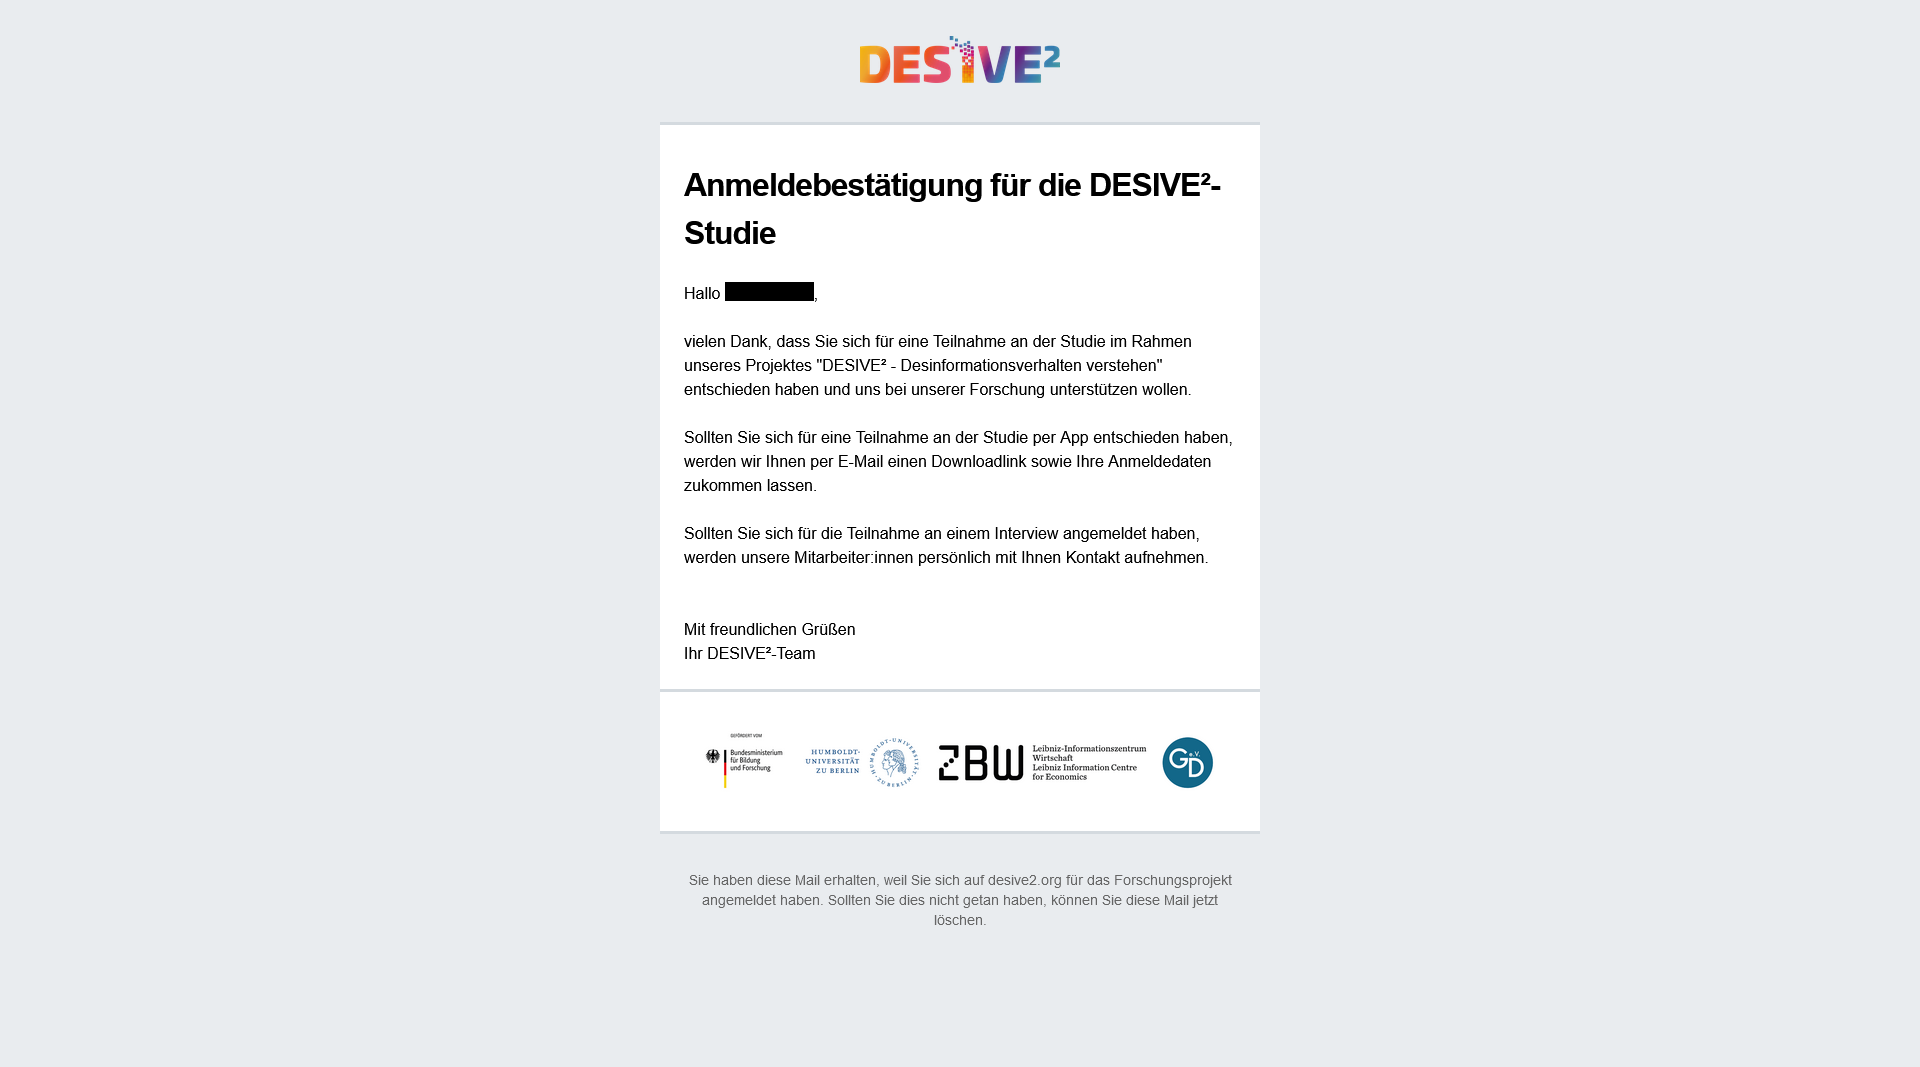 DESIVE²
Anmeldebestätigung für die DESIVE²-
Studie
Hallo ,
vielen Dank, dass Sie sich für eine Teilnahme an der Studie im Rahmen
unseres Projektes "DESIVE² - Desinformationsverhalten verstehen"
entschieden haben und uns bei unserer Forschung unterstützen wollen.
Sollten Sie sich für eine Teilnahme an der Studie per App entschieden haben,
werden wir Ihnen per E-Mail einen Downloadlink sowie Ihre Anmeldedaten
zukommen lassen.
Sollten Sie sich für die Teilnahme an einem Interview angemeldet haben,
werden unsere Mitarbeiter:innen persönlich mit Ihnen Kontakt aufnehmen.
Mit freundlichen Grüßen
Ihr DESIVE²-Team
GEFÖRDERT VOM
Bundesministerium
für Bildung
und Forschung
HUMBOLDT-
UNIVERSITÄT
ZU BERLIN
HUMBOLDT-UNIVERSITÄT · ZU BERLIN ·
ZBW
Leibniz-Informationszentrum
Wirtschaft
Leibniz Information Centre
for Economics
GD e.V.
Sie haben diese Mail erhalten, weil Sie sich auf desive2.org für das Forschungsprojekt
angemeldet haben. Sollten Sie dies nicht getan haben, können Sie diese Mail jetzt
löschen.